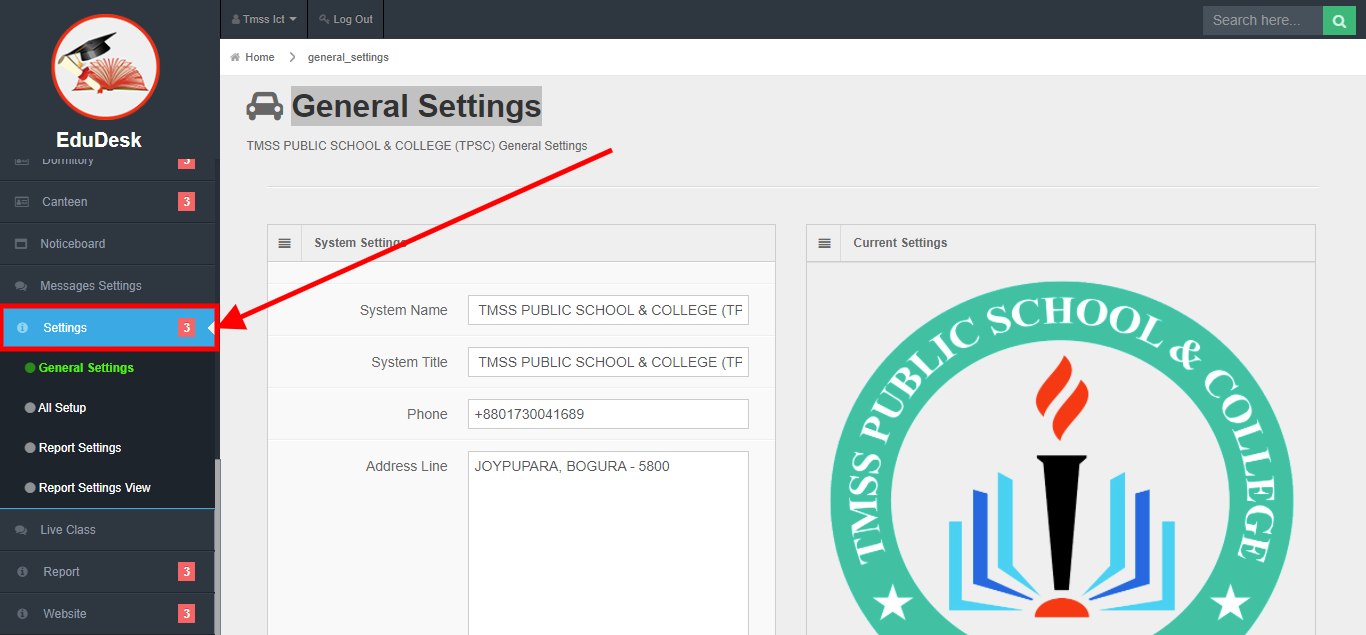 Tmss Ict
Log Out
Search here...
EduDesk
Home
general_settings
General Settings
TMSS PUBLIC SCHOOL & COLLEGE (TPSC) General Settings
Dormitory 3
Canteen 3
Noticeboard
Messages Settings
Settings 3
General Settings
All Setup
Report Settings
Report Settings View
Live Class
Report 3
Website 3
System Settings
System Name TMSS PUBLIC SCHOOL & COLLEGE (TP
System Title TMSS PUBLIC SCHOOL & COLLEGE (TP
Phone +8801730041689
Address Line JOYPUPARA, BOGURA - 5800
Current Settings
TMSS PUBLIC SCHOOL & COLLEGE